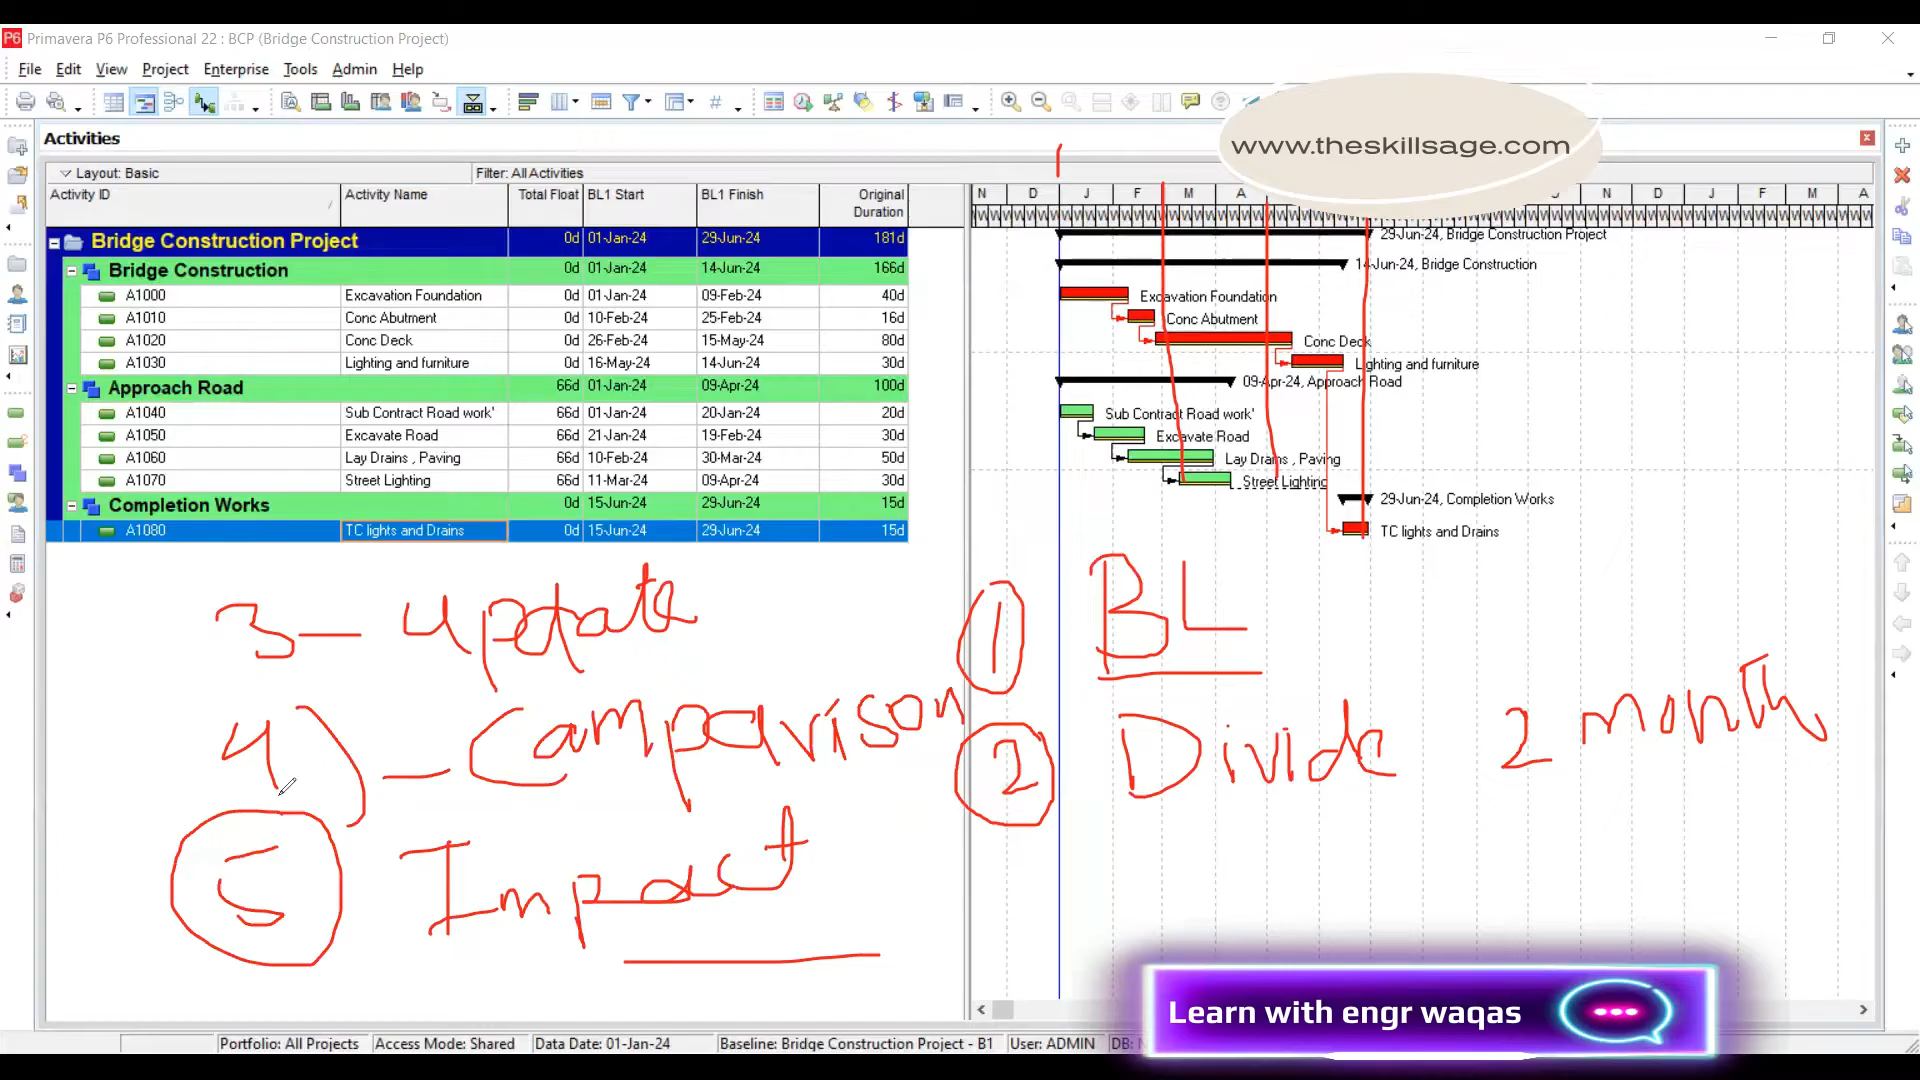 P6 Primavera P6 Professional 22 : BCP (Bridge Construction Project)
File Edit View Project Enterprise Tools Admin Help
www.theskillsage.com
Activities
Layout: Basic Filter: All Activities
Activity ID Activity Name Total Float BL1 Start BL1 Finish Original Duration
N D J F M A N D J F M A
Bridge Construction Project 0d 01-Jan-24 29-Jun-24 181d
29-Jun-24, Bridge Construction Project
Bridge Construction 0d 01-Jan-24 14-Jun-24 166d
14-Jun-24, Bridge Construction
A1000 Excavation Foundation 0d 01-Jan-24 09-Feb-24 40d
Excavation Foundation
A1010 Conc Abutment 0d 10-Feb-24 25-Feb-24 16d
Conc Abutment
A1020 Conc Deck 0d 26-Feb-24 15-May-24 80d
Conc Deck
A1030 Lighting and furniture 0d 16-May-24 14-Jun-24 30d
Lighting and furniture
Approach Road 66d 01-Jan-24 09-Apr-24 100d
09-Apr-24, Approach Road
A1040 Sub Contract Road work' 66d 01-Jan-24 20-Jan-24 20d
Sub Contract Road work'
A1050 Excavate Road 66d 21-Jan-24 19-Feb-24 30d
Excavate Road
A1060 Lay Drains , Paving 66d 10-Feb-24 30-Mar-24 50d
Lay Drains , Paving
A1070 Street Lighting 66d 11-Mar-24 09-Apr-24 30d
Street Lighting
Completion Works 0d 15-Jun-24 29-Jun-24 15d
29-Jun-24, Completion Works
A1080 TC lights and Drains 0d 15-Jun-24 29-Jun-24 15d
TC lights and Drains
1 BL
2 Divide 2 month
3 — update
4) — Comparison
5 Impact
Learn with engr waqas
Portfolio: All Projects Access Mode: Shared Data Date: 01-Jan-24 Baseline: Bridge Construction Project - B1 User: ADMIN DB: